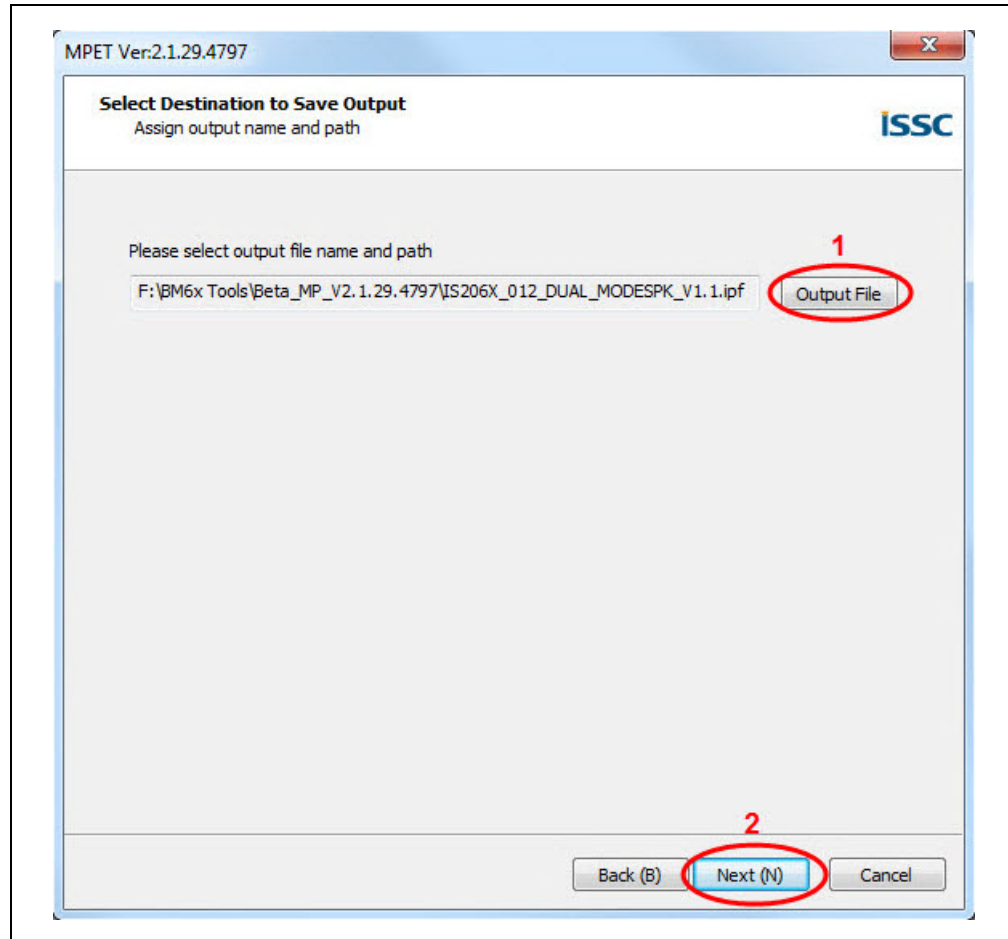 MPET Ver:2.1.29.4797
Select Destination to Save Output
Assign output name and path
ISSC
Please select output file name and path
1
F:\BM6x Tools\Beta_MP_V2.1.29.4797\IS206X_012_DUAL_MODESPK_V1.1.ipf
Output File
2
Back (B)
Next (N)
Cancel